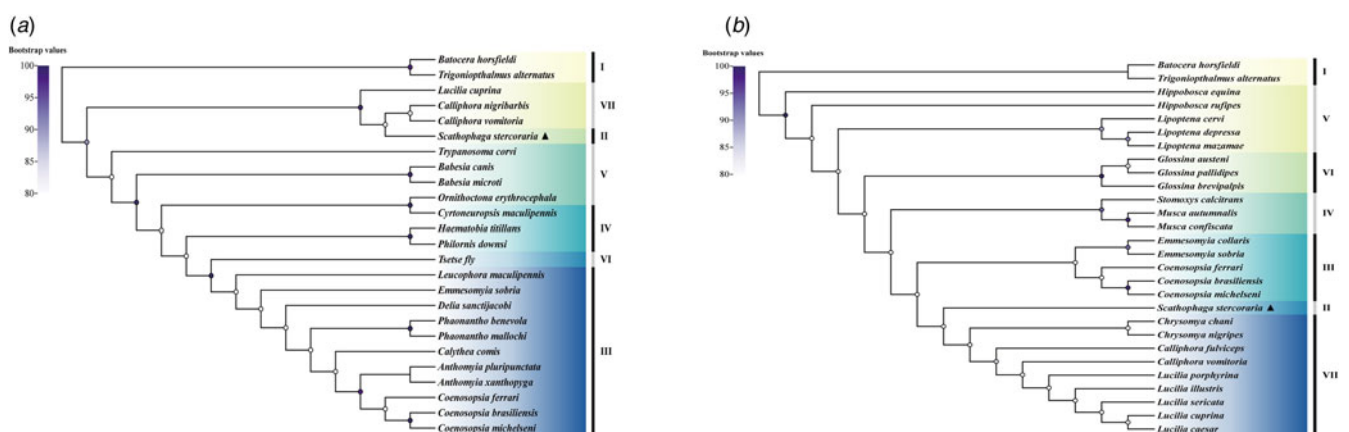 (a)
Bootstrap values
100
95
90
85
80
Batocera horsfieldi
Trigoniopthalmus alternatus
I
Lucilia cuprina
Calliphora nigribarbis
Calliphora vomitoria
VII
Scathophaga stercoraria ▲
II
Trypanosoma corvi
Babesia canis
Babesia microti
Ornithoctona erythrocephala
V
Cyrtoneuropsis maculipennis
Haematobia titillans
Philornis downsi
IV
Tsetse fly
VI
Leucophora maculipennis
Emmesomyia sobria
Delia sanctijacobi
Phaonantho benevola
Phaonantho mallochi
Calythea comis
Anthomyia pluripunctata
Anthomyia xanthopyga
Coenosopsia ferrari
Coenosopsia brasiliensis
Coenosopsia michelseni
III
(b)
Bootstrap values
100
95
90
85
80
Batocera horsfieldi
Trigoniopthalmus alternatus
I
Hippobosca equina
Hippobosca rufipes
Lipoptena cervi
Lipoptena depressa
Lipoptena mazamae
V
Glossina austeni
Glossina pallidipes
Glossina brevipalpis
VI
Stomoxys calcitrans
Musca autumnalis
Musca confiscata
IV
Emmesomyia collaris
Emmesomyia sobria
Coenosopsia ferrari
Coenosopsia brasiliensis
Coenosopsia michelseni
III
Scathophaga stercoraria ▲
II
Chrysomya chani
Chrysomya nigripes
Calliphora fulviceps
Calliphora vomitoria
Lucilia porphyrina
Lucilia illustris
Lucilia sericata
Lucilia cuprina
Lucilia caesar
VII